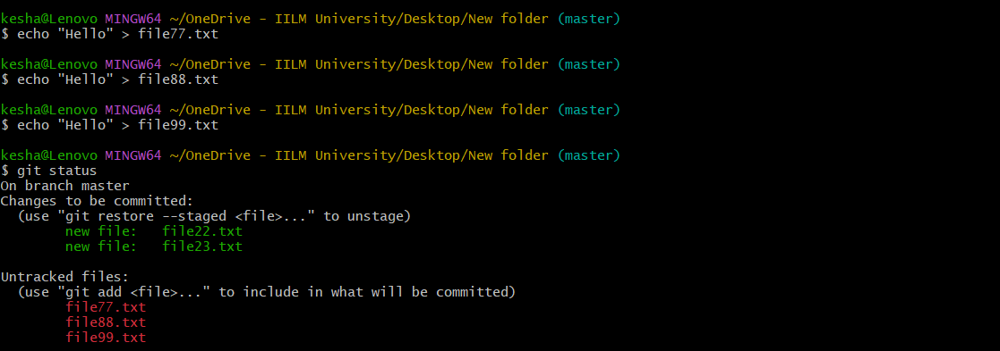 kesha@Lenovo MINGW64 ~/OneDrive - IILM University/Desktop/New folder (master)
$ echo "Hello" > file77.txt

kesha@Lenovo MINGW64 ~/OneDrive - IILM University/Desktop/New folder (master)
$ echo "Hello" > file88.txt

kesha@Lenovo MINGW64 ~/OneDrive - IILM University/Desktop/New folder (master)
$ echo "Hello" > file99.txt

kesha@Lenovo MINGW64 ~/OneDrive - IILM University/Desktop/New folder (master)
$ git status
On branch master
Changes to be committed:
  (use "git restore --staged <file>..." to unstage)
        new file:   file22.txt
        new file:   file23.txt

Untracked files:
  (use "git add <file>..." to include in what will be committed)
        file77.txt
        file88.txt
        file99.txt